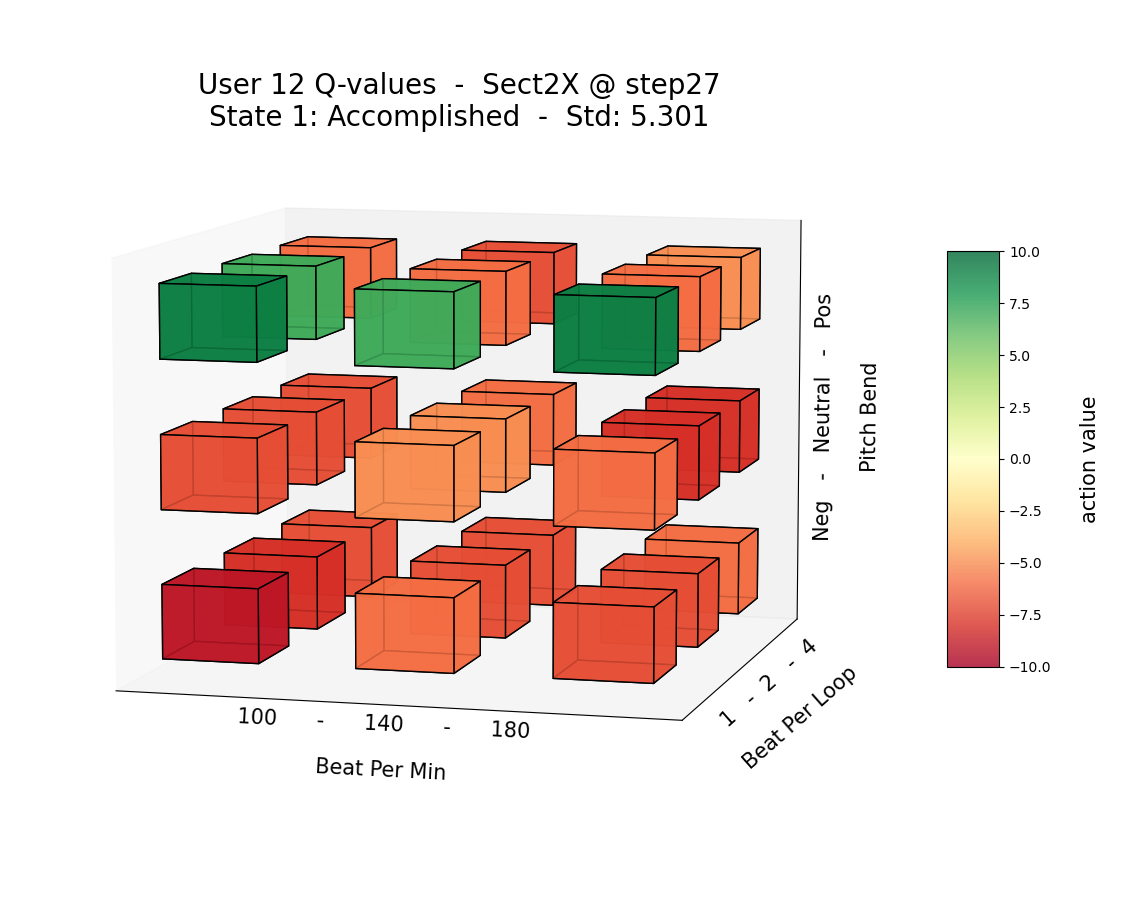 User 12 Q-values  -  Sect2X @ step27
State 1: Accomplished  -  Std: 5.301
10.0
7.5
5.0
2.5
0.0
−2.5
−5.0
−7.5
−10.0
action value
Neg   -   Neutral   -   Pos
Pitch Bend
1   -   2   -   4
Beat Per Loop
100   -   140   -   180
Beat Per Min